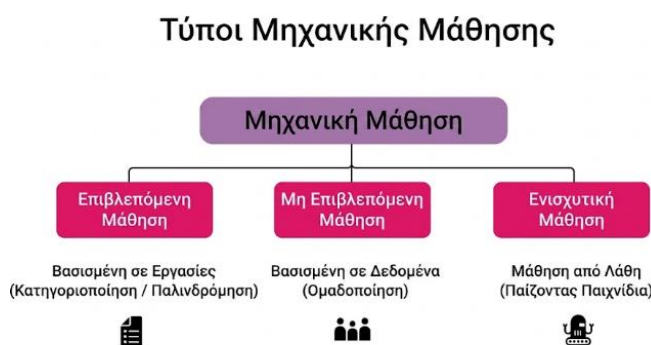 Τύποι Μηχανικής Μάθησης
Μηχανική Μάθηση
Επιβλεπόμενη
Μάθηση
Μη Επιβλεπόμενη
Μάθηση
Ενισχυτική
Μάθηση
Βασισμένη σε Εργασίες
(Κατηγοριοποίηση / Παλινδρόμηση)
Βασισμένη σε Δεδομένα
(Ομαδοποίηση)
Μάθηση από Λάθη
(Παίζοντας Παιχνίδια)